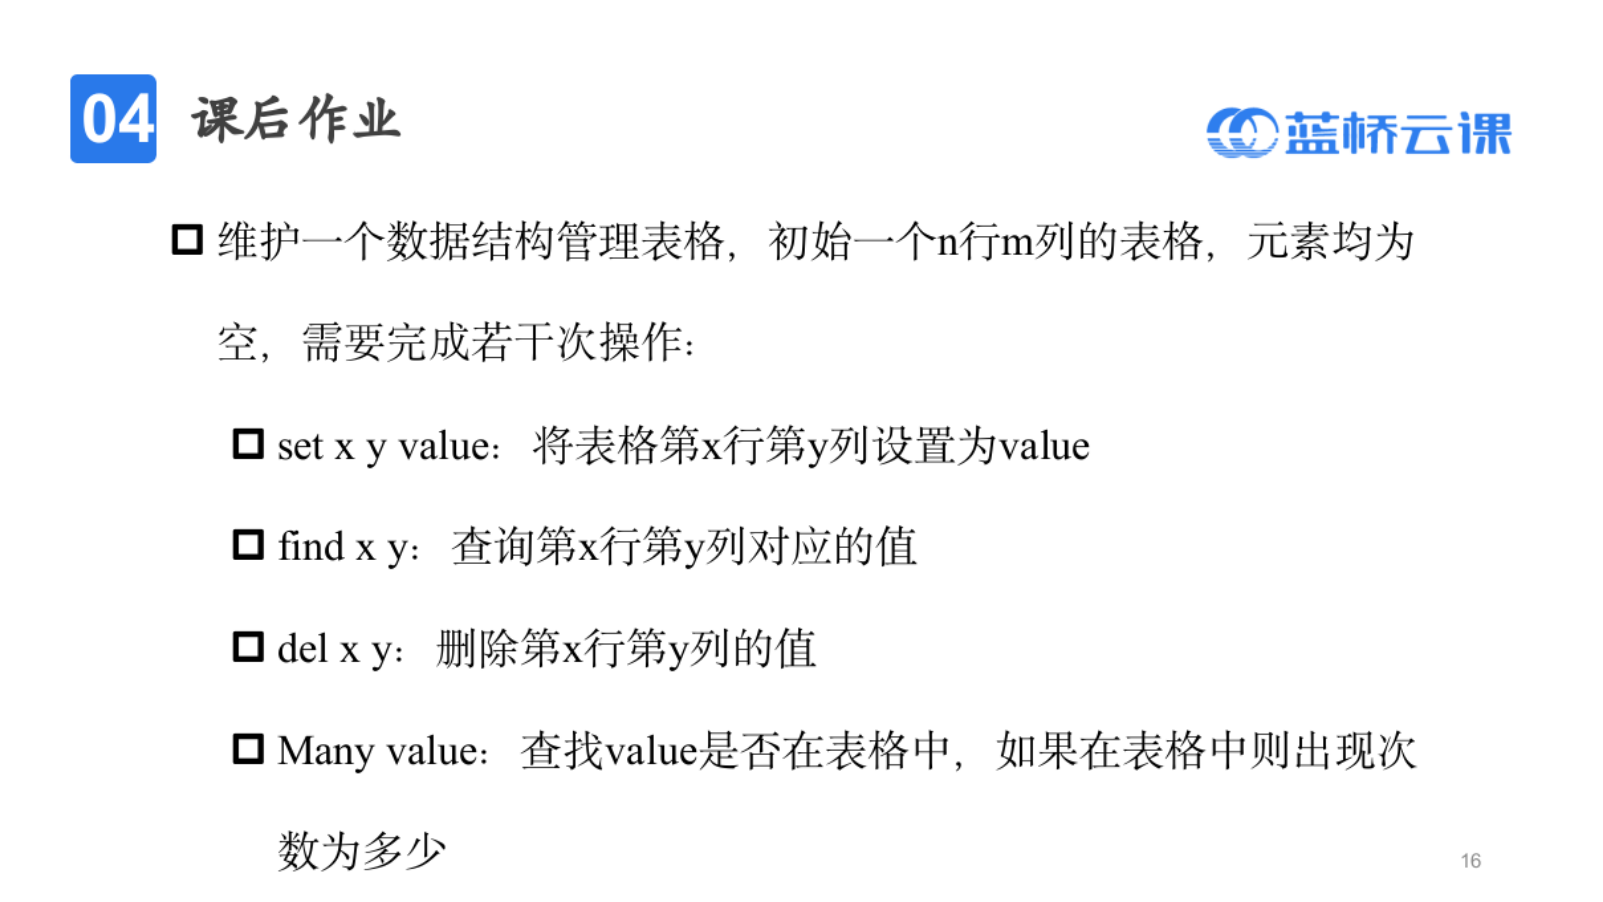 04 课后作业
蓝桥云课
维护一个数据结构管理表格，初始一个n行m列的表格，元素均为
空，需要完成若干次操作：
set x y value：将表格第x行第y列设置为value
find x y：查询第x行第y列对应的值
del x y：删除第x行第y列的值
Many value：查找value是否在表格中，如果在表格中则出现次
数为多少
16